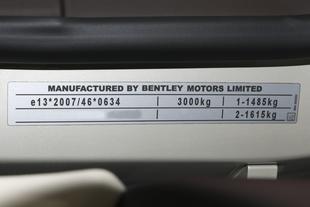 MANUFACTURED BY BENTLEY MOTORS LIMITED
e13*2007/46*0634 3000kg 1-1485kg
2-1615kg